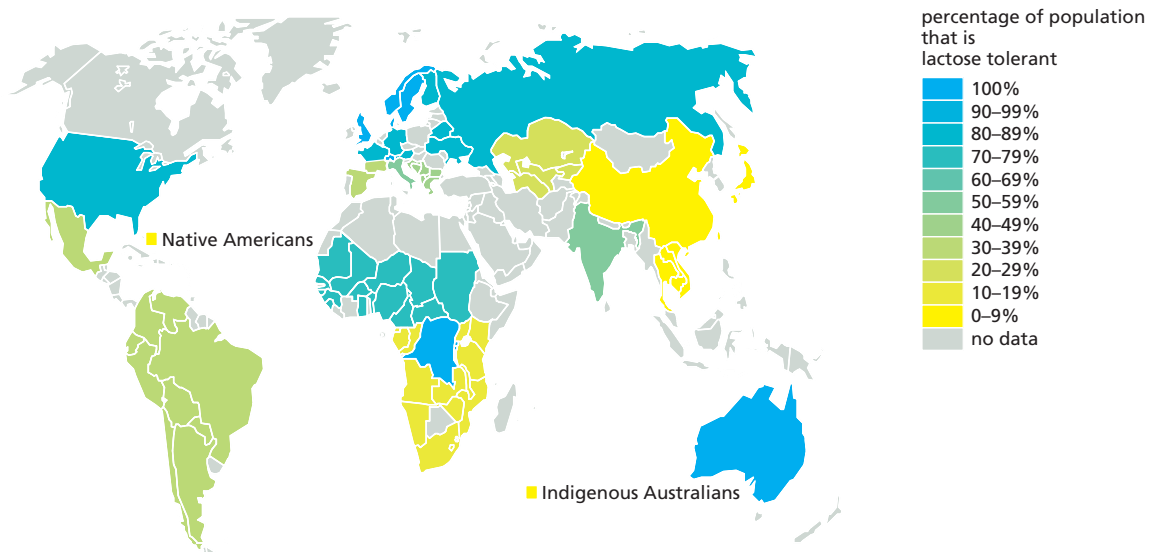 percentage of population
that is
lactose tolerant
100%
90–99%
80–89%
70–79%
60–69%
50–59%
40–49%
30–39%
20–29%
10–19%
0–9%
no data
Native Americans
Indigenous Australians